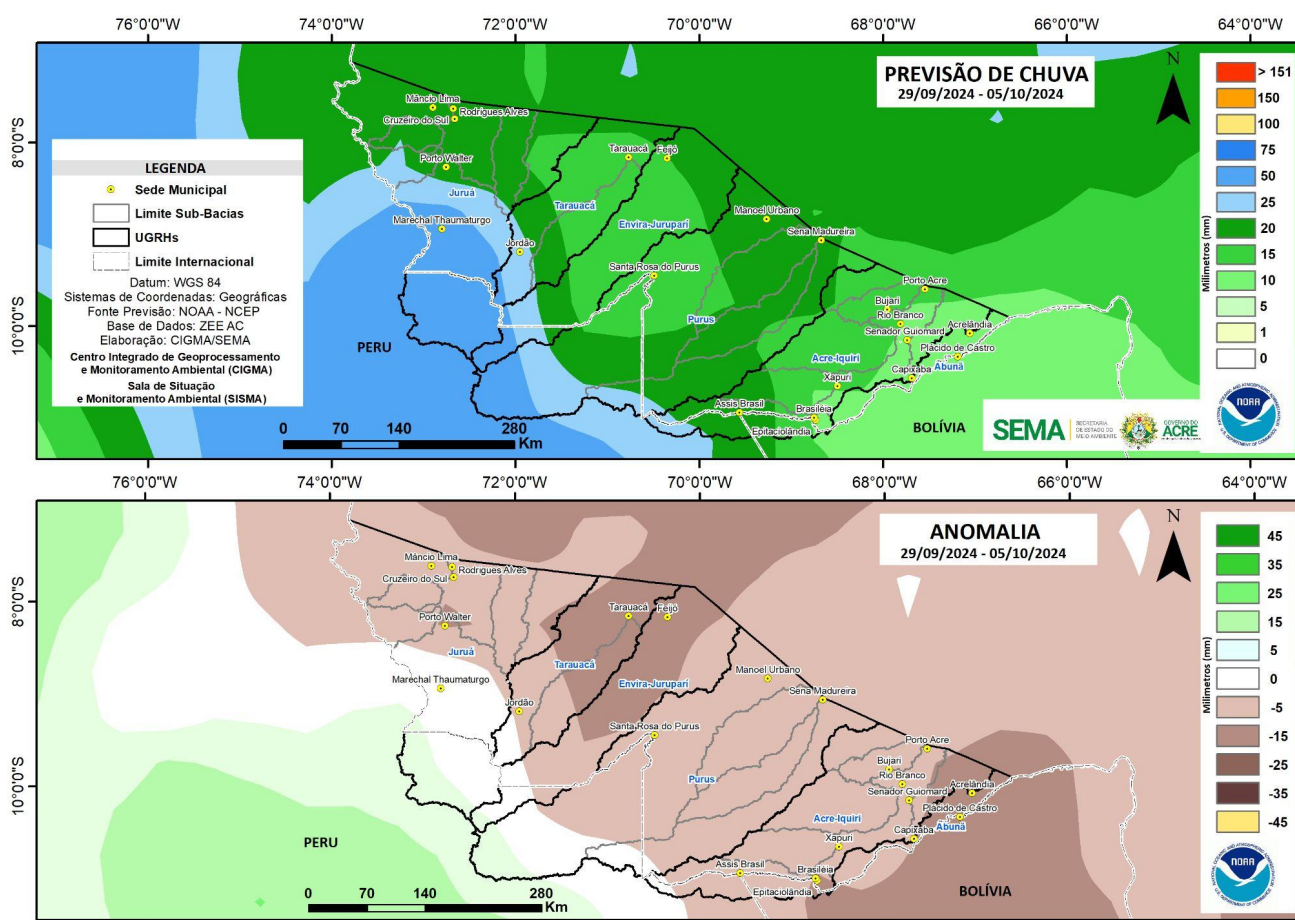 76°0'0"W 74°0'0"W 72°0'0"W 70°0'0"W 68°0'0"W 66°0'0"W 64°0'0"W
8°0'0"S
10°0'0"S
PREVISÃO DE CHUVA
29/09/2024 - 05/10/2024
N
LEGENDA
Sede Municipal
Limite Sub-Bacias
UGRHs
Limite Internacional
Datum: WGS 84
Sistemas de Coordenadas: Geográficas
Fonte Previsão: NOAA - NCEP
Base de Dados: ZEE AC
Elaboração: CIGMA/SEMA
Centro Integrado de Geoprocessamento
e Monitoramento Ambiental (CIGMA)
Sala de Situação
e Monitoramento Ambiental (SISMA)
Mâncio Lima
Rodrigues Alves
Cruzeiro do Sul
Porto Walter
Juruá
Marechal Thaumaturgo
Jordão
Tarauacá
Feijó
Tarauacá
Envira-Jurupari
Manoel Urbano
Sena Madureira
Santa Rosa do Purus
Purus
Porto Acre
Bujari
Rio Branco
Acrelândia
Senador Guiomard
Plácido de Castro
Acre-Iquiri
Abunã
Capixaba
Xapuri
Assis Brasil
Brasiléia
Epitaciolândia
PERU
BOLÍVIA
0 70 140 280
Km
SEMA
SECRETARIA
DE ESTADO DO
MEIO AMBIENTE
GOVERNO DO
ACRE
Milímetros (mm)
> 151
150
100
75
50
25
20
15
10
5
1
0
NOAA
76°0'0"W 74°0'0"W 72°0'0"W 70°0'0"W 68°0'0"W 66°0'0"W 64°0'0"W
8°0'0"S
10°0'0"S
ANOMALIA
29/09/2024 - 05/10/2024
N
Mâncio Lima
Rodrigues Alves
Cruzeiro do Sul
Porto Walter
Juruá
Marechal Thaumaturgo
Jordão
Tarauacá
Feijó
Tarauacá
Envira-Jurupari
Manoel Urbano
Sena Madureira
Santa Rosa do Purus
Purus
Porto Acre
Bujari
Rio Branco
Acrelândia
Senador Guiomard
Plácido de Castro
Acre-Iquiri
Abunã
Capixaba
Xapuri
Assis Brasil
Brasiléia
Epitaciolândia
PERU
BOLÍVIA
0 70 140 280
Km
Milímetros (mm)
45
35
25
15
5
0
-5
-15
-25
-35
-45
NOAA